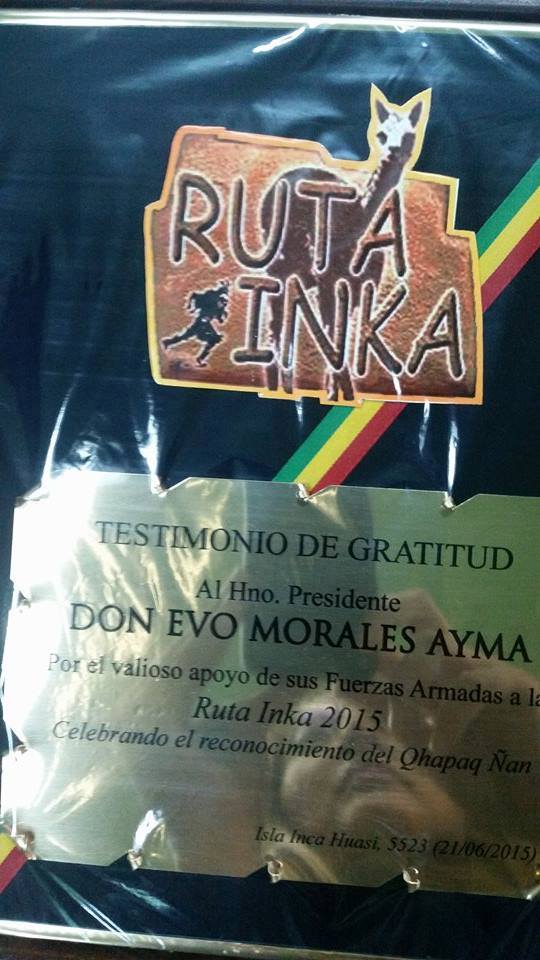 RUTA
INKA
TESTIMONIO DE GRATITUD
Al Hno. Presidente
DON EVO MORALES AYMA
Por el valioso apoyo de sus Fuerzas Armadas a la
Ruta Inka 2015
Celebrando el reconocimiento del Qhapaq Ñan
Isla Inca Huasi, 5523 (21/06/2015)